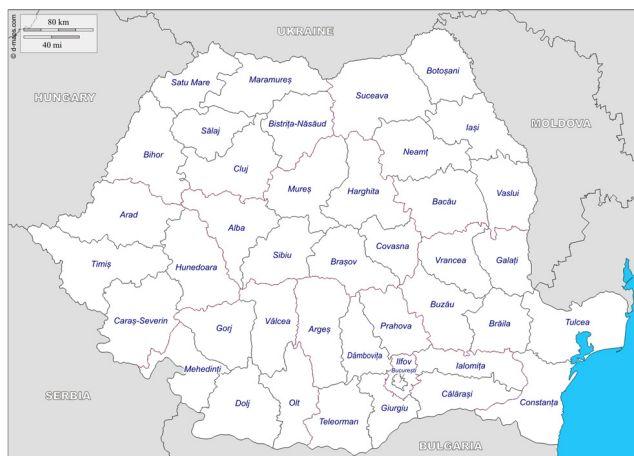 © d-maps.com
80 km
40 mi
UKRAINE
HUNGARY
MOLDOVA
SERBIA
BULGARIA
Satu Mare
Maramureș
Suceava
Botoșani
Sălaj
Bistrița-Năsăud
Iași
Bihor
Cluj
Neamț
Mureș
Harghita
Bacău
Vaslui
Arad
Alba
Sibiu
Brașov
Covasna
Vrancea
Galați
Timiș
Hunedoara
Caraș-Severin
Gorj
Vâlcea
Argeș
Prahova
Buzău
Brăila
Tulcea
Dâmbovița
Ilfov
București
Ialomița
Mehedinți
Dolj
Olt
Teleorman
Giurgiu
Călărași
Constanța